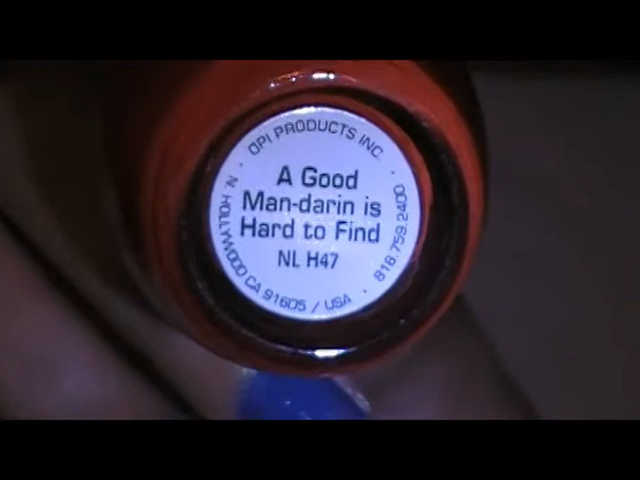 OPI PRODUCTS INC.
A Good
Man-darin is
Hard to Find
NL H47
N. HOLLYWOOD CA 91605 / USA
818.759.2400